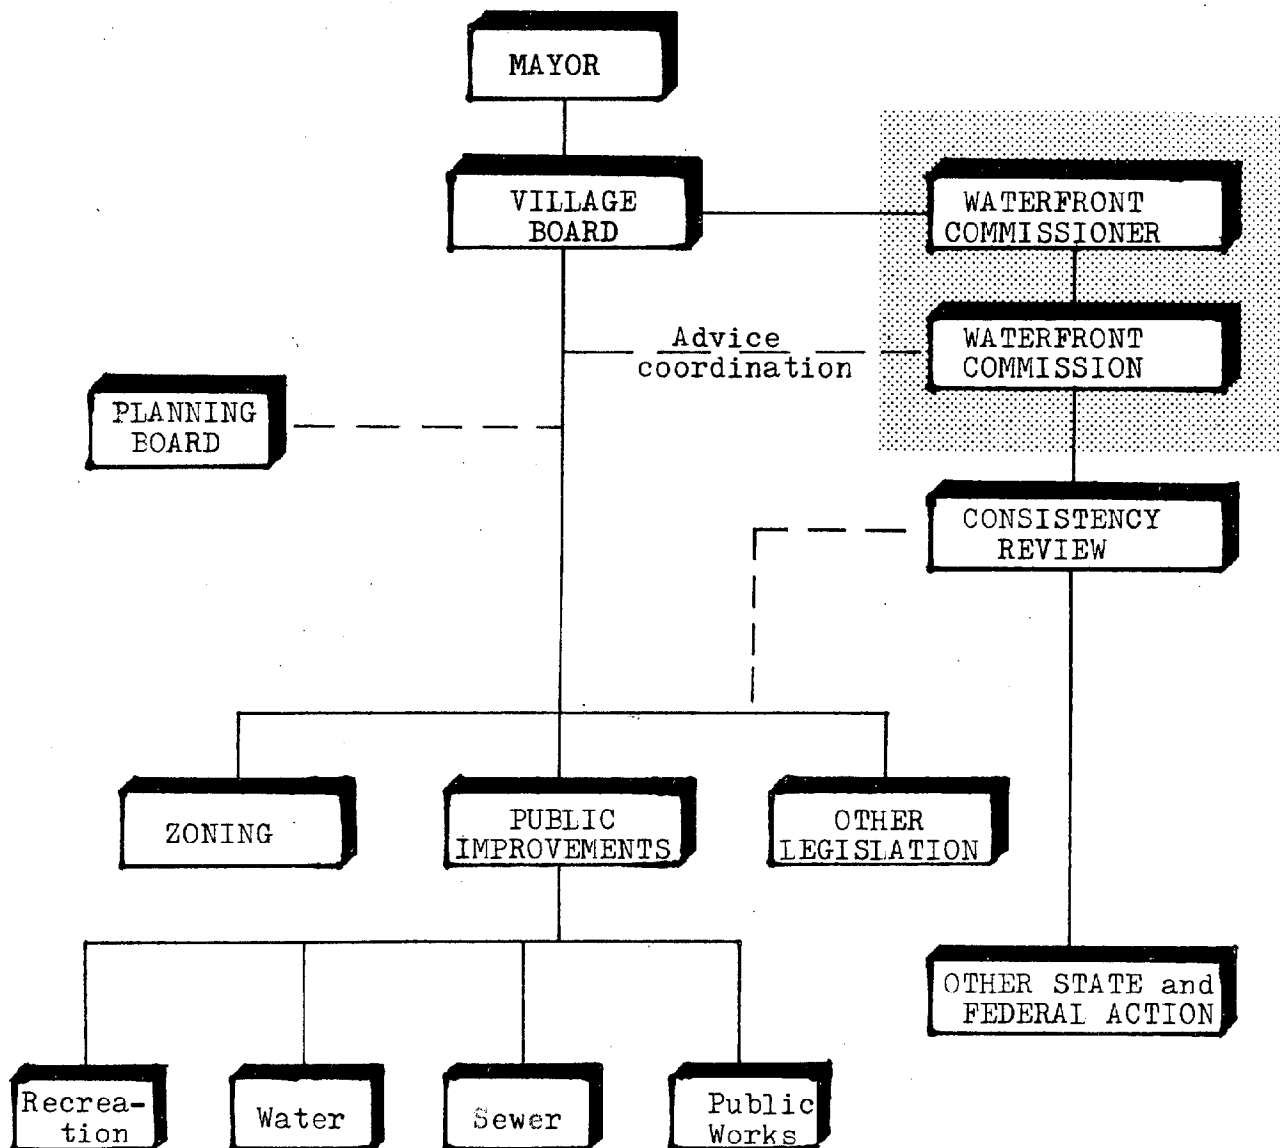 MAYOR
VILLAGE
BOARD
WATERFRONT
COMMISSIONER
Advice
coordination
WATERFRONT
COMMISSION
PLANNING
BOARD
CONSISTENCY
REVIEW
ZONING
PUBLIC
IMPROVEMENTS
OTHER
LEGISLATION
OTHER STATE and
FEDERAL ACTION
Recrea-
tion
Water
Sewer
Public
Works